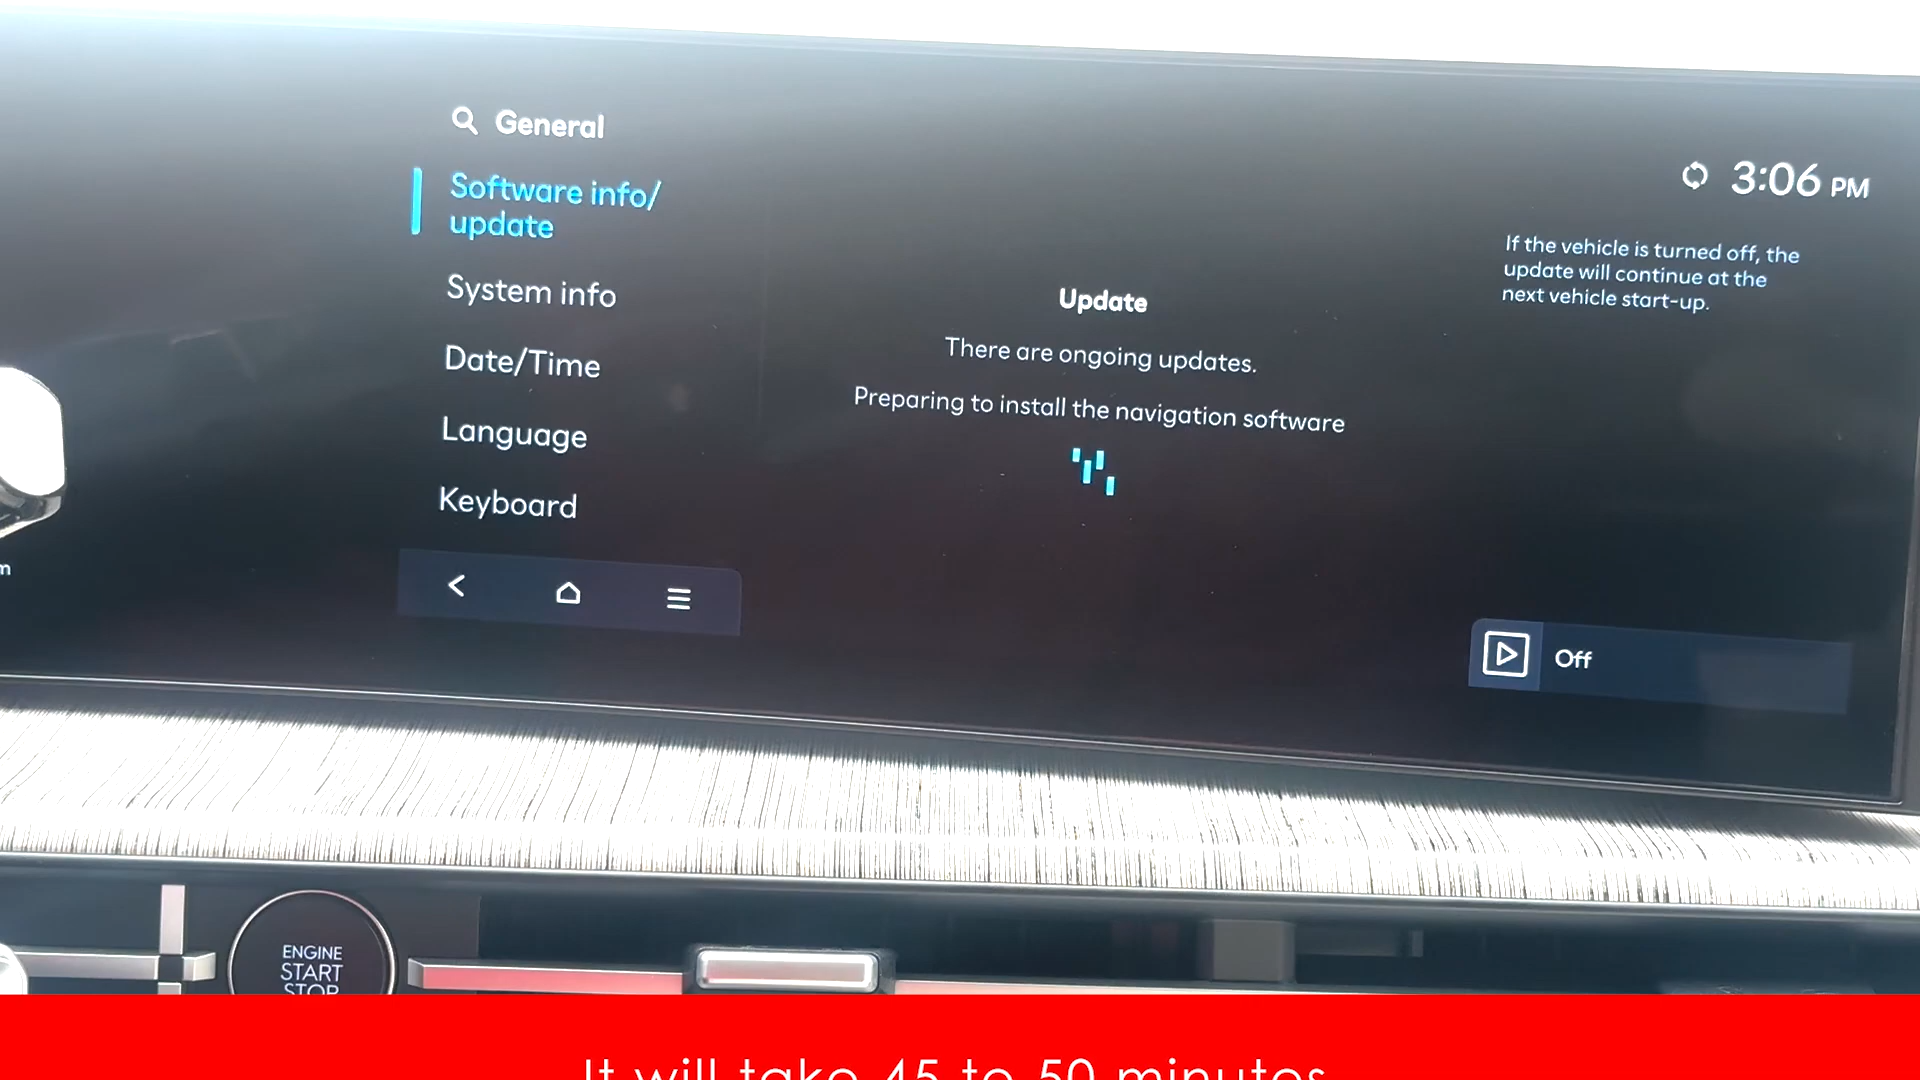 General
Software info/
update
System info
Date/Time
Language
Keyboard
Update
There are ongoing updates.
Preparing to install the navigation software
3:06 PM
If the vehicle is turned off, the
update will continue at the
next vehicle start-up.
Off
ENGINE
START
STOP
It will take 45 to 50 minutes